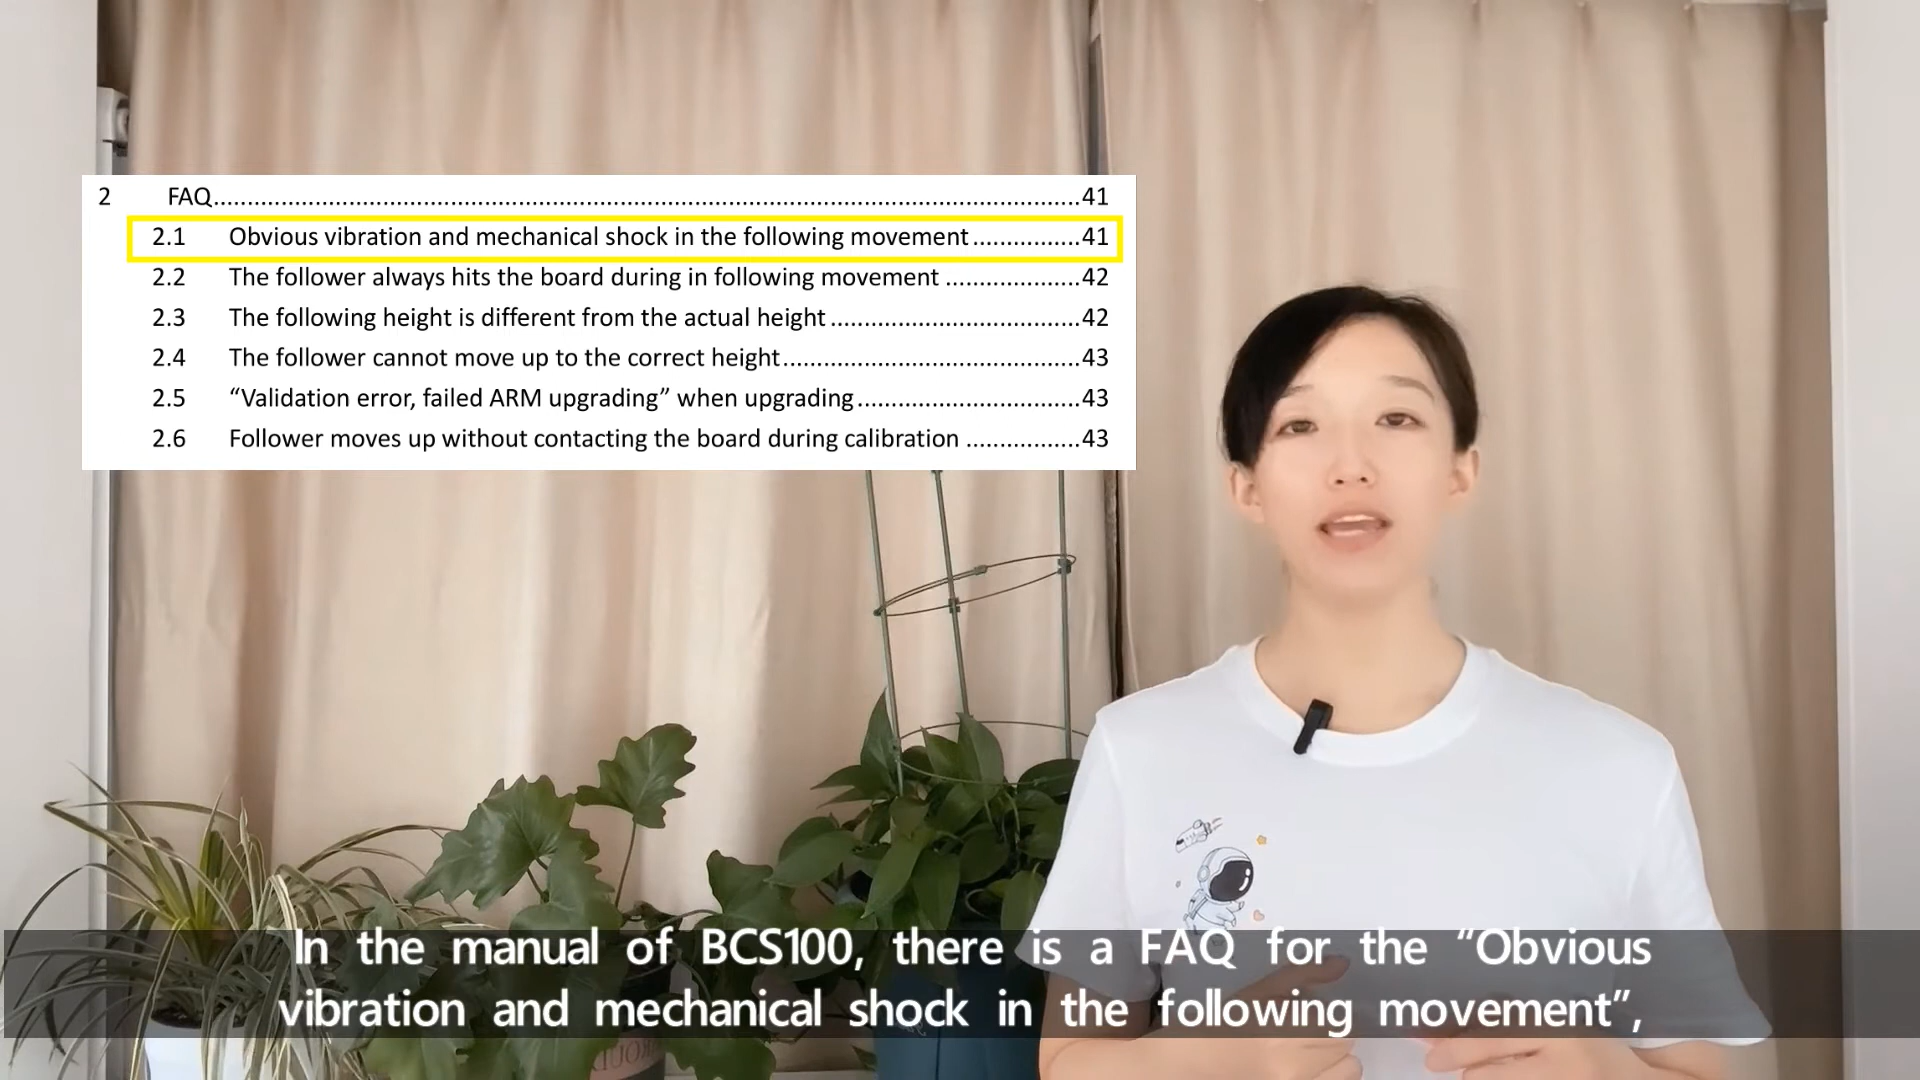 2 FAQ........................................................................................................................41
2.1 Obvious vibration and mechanical shock in the following movement ................41
2.2 The follower always hits the board during in following movement ...................42
2.3 The following height is different from the actual height ...................................42
2.4 The follower cannot move up to the correct height..........................................43
2.5 “Validation error, failed ARM upgrading” when upgrading...............................43
2.6 Follower moves up without contacting the board during calibration ................43
In the manual of BCS100, there is a FAQ for the “Obvious
vibration and mechanical shock in the following movement”,